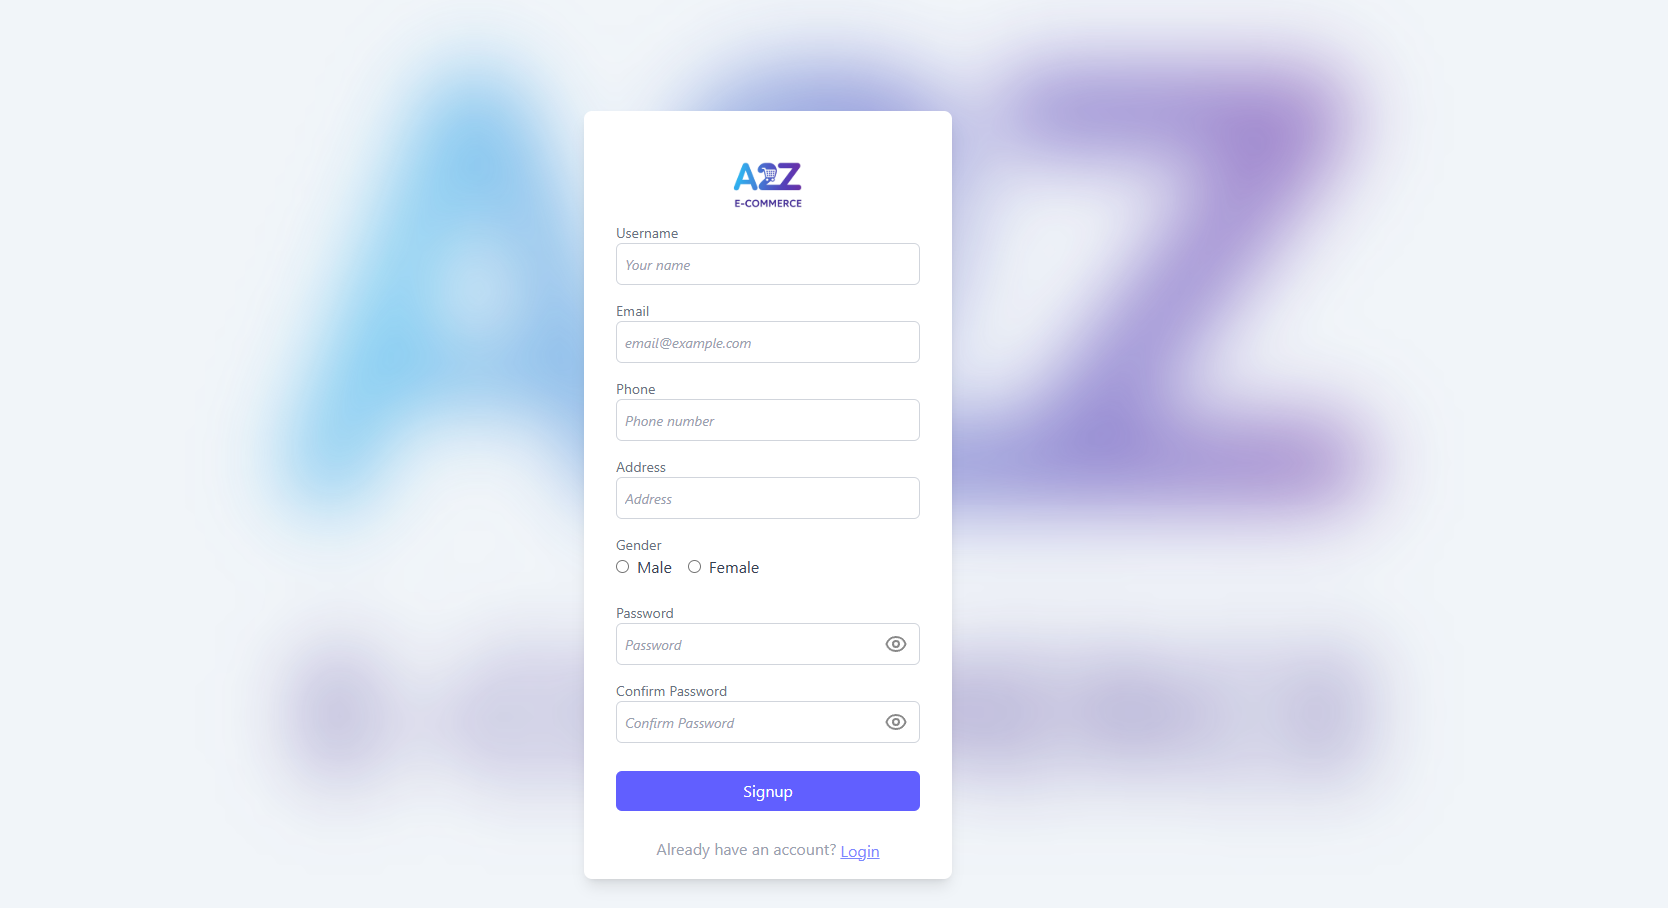 A2Z
E-COMMERCE
Username
Your name
Email
email@example.com
Phone
Phone number
Address
Address
Gender
Male Female
Password
Password
Confirm Password
Confirm Password
Signup
Already have an account? Login